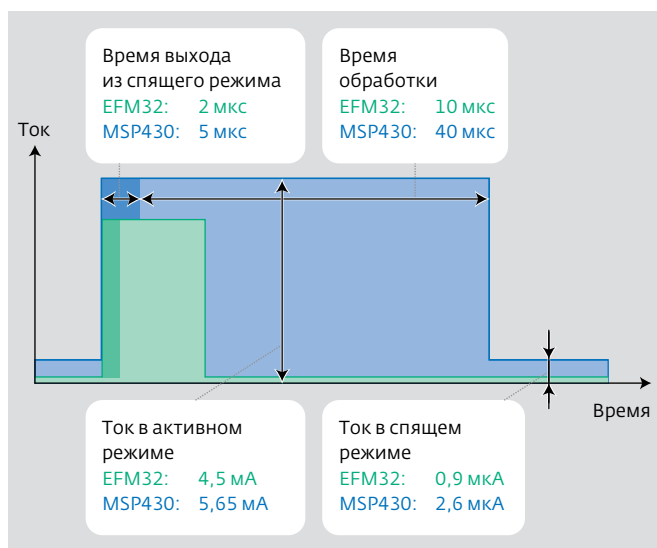 Время выхода
из спящего режима
EFM32: 2 мкс
MSP430: 5 мкс
Время
обработки
EFM32: 10 мкс
MSP430: 40 мкс
Ток
Время
Ток в активном
режиме
EFM32: 4,5 мА
MSP430: 5,65 мА
Ток в спящем
режиме
EFM32: 0,9 мкА
MSP430: 2,6 мкА